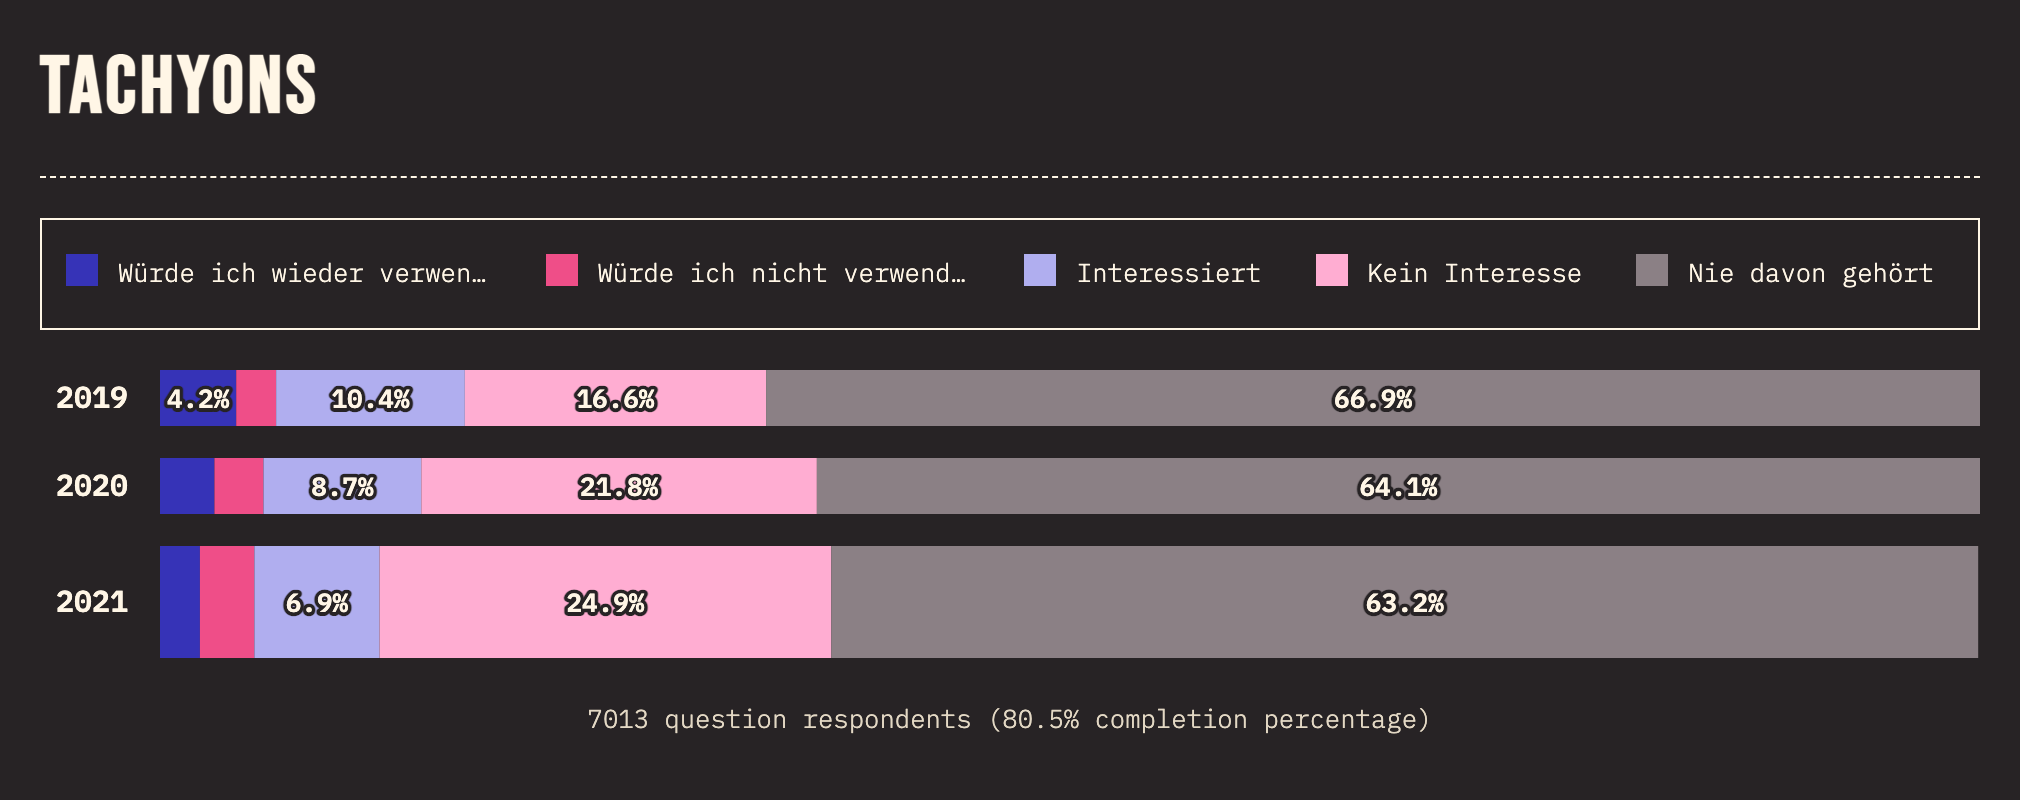 TACHYONS
Würde ich wieder verwen… Würde ich nicht verwend… Interessiert Kein Interesse Nie davon gehört
2019 4.2% 10.4% 16.6% 66.9%
2020 8.7% 21.8% 64.1%
2021 6.9% 24.9% 63.2%
7013 question respondents (80.5% completion percentage)